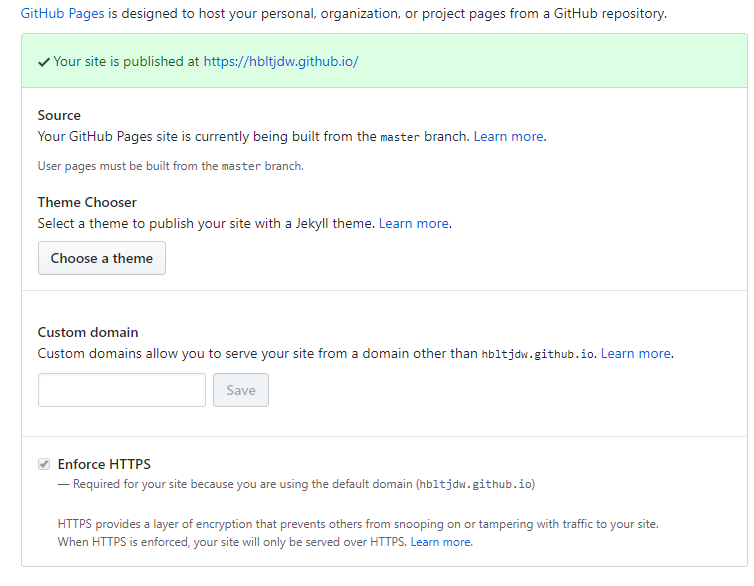 GitHub Pages is designed to host your personal, organization, or project pages from a GitHub repository.
Your site is published at https://hbltjdw.github.io/
Source
Your GitHub Pages site is currently being built from the master branch. Learn more.
User pages must be built from the master branch.
Theme Chooser
Select a theme to publish your site with a Jekyll theme. Learn more.
Choose a theme
Custom domain
Custom domains allow you to serve your site from a domain other than hbltjdw.github.io. Learn more.
Save
Enforce HTTPS
— Required for your site because you are using the default domain (hbltjdw.github.io)
HTTPS provides a layer of encryption that prevents others from snooping on or tampering with traffic to your site.
When HTTPS is enforced, your site will only be served over HTTPS. Learn more.